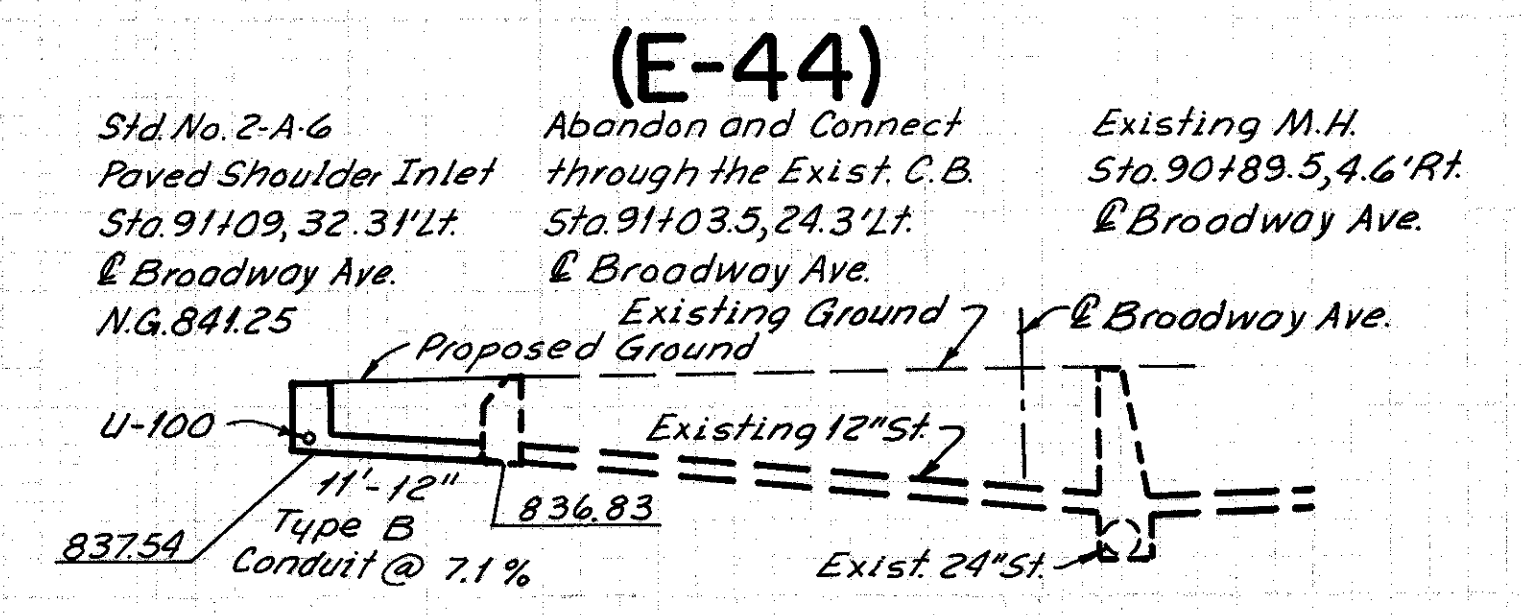 (E-44)
Std. No. 2-A-6
Paved Shoulder Inlet
Sta. 91+09, 32.31' Lt.
℄ Broadway Ave.
N.G. 841.25
Abandon and Connect
through the Exist. C.B.
Sta. 91+03.5, 24.3' Lt.
℄ Broadway Ave.
Existing M.H.
Sta. 90+89.5, 4.6' Rt.
℄ Broadway Ave.
Existing Ground
℄ Broadway Ave.
Proposed Ground
U-100
Existing 12" St.
11'-12"
Type B
Conduit @ 7.1 %
837.54
836.83
Exist. 24" St.